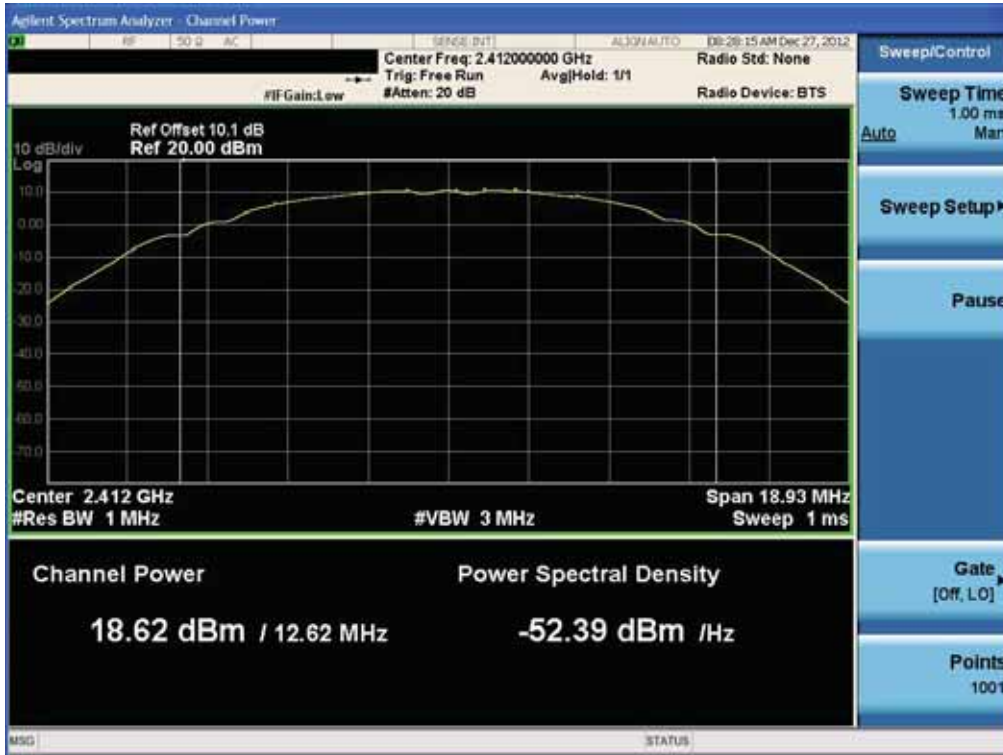 Agilent Spectrum Analyzer - Channel Power
RF 50 Ω AC SENSE:INT ALIGNAUTO 08:28:15 AM Dec 27, 2012
Center Freq: 2.412000000 GHz Radio Std: None
Trig: Free Run Avg|Hold: 1/1
#IFGain:Low #Atten: 20 dB Radio Device: BTS
Ref Offset 10.1 dB
10 dB/div Ref 20.00 dBm
Log
10.0
0.00
-10.0
-20.0
-30.0
-40.0
-50.0
-60.0
-70.0
Center 2.412 GHz Span 18.93 MHz
#Res BW 1 MHz #VBW 3 MHz Sweep 1 ms
Channel Power Power Spectral Density
18.62 dBm / 12.62 MHz -52.39 dBm /Hz
MSG STATUS
Sweep/Control
Sweep Time
1.00 ms
Auto Man
Sweep Setup
Pause
Gate
[Off, LO]
Points
1001